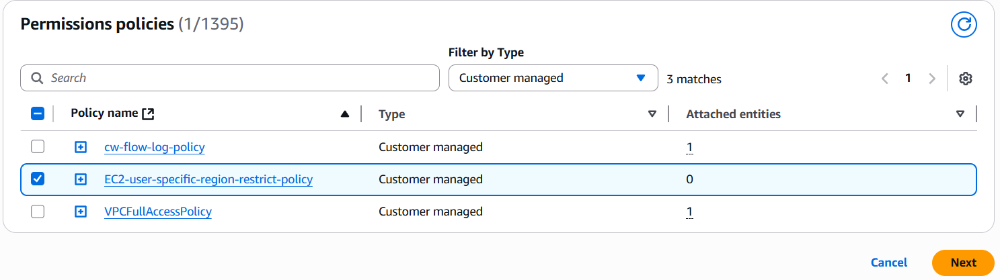 Permissions policies (1/1395)
Filter by Type
Search
Customer managed
3 matches
1
Policy name
Type
Attached entities
cw-flow-log-policy Customer managed 1
EC2-user-specific-region-restrict-policy Customer managed 0
VPCFullAccessPolicy Customer managed 1
Cancel Next